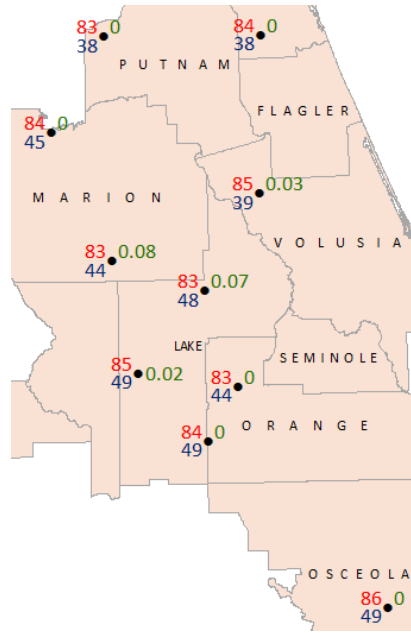 83 0
38
84 0
38
PUTNAM
FLAGLER
84 0
45
85 0.03
39
MARION
VOLUSIA
83 0.08
44
83 0.07
48
LAKE
SEMINOLE
85 0.02
49
83 0
44
ORANGE
84 0
49
OSCEOLA
86 0
49